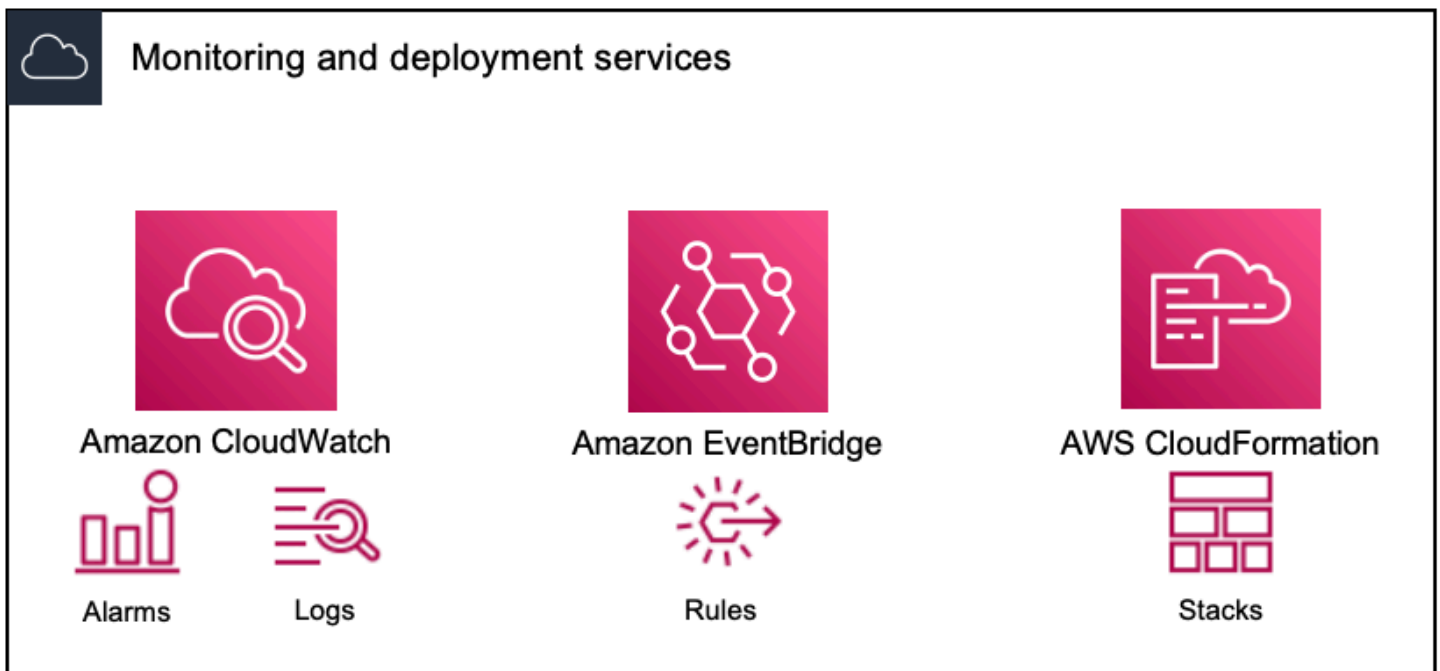 Monitoring and deployment services
Amazon CloudWatch
Amazon EventBridge
AWS CloudFormation
Alarms
Logs
Rules
Stacks